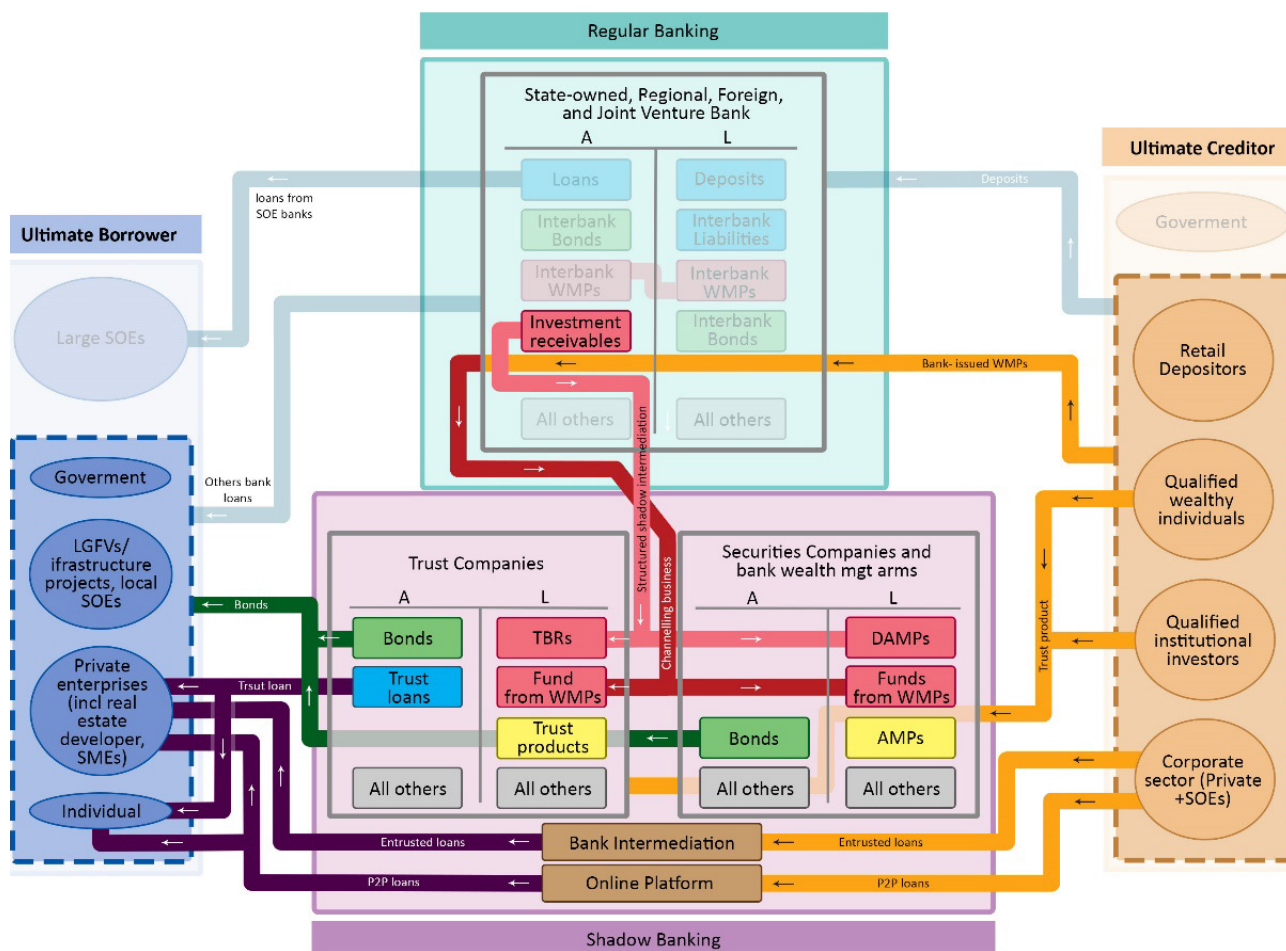 Regular Banking
State-owned, Regional, Foreign,
and Joint Venture Bank
A
L
Loans
Deposits
Interbank
Bonds
Interbank
Liabilities
Interbank
WMPs
Interbank
WMPs
Investment
receivables
Interbank
Bonds
All others
All others
loans from
SOE banks
Deposits
Bank- issued WMPs
Others bank
loans
Ultimate Borrower
Large SOEs
Goverment
LGFVs/
ifrastructure
projects, local
SOEs
Private
enterprises
(incl real
estate
developer,
SMEs)
Individual
Ultimate Creditor
Goverment
Retail
Depositors
Qualified
wealthy
individuals
Qualified
institutional
investors
Corporate
sector (Private
+SOEs)
Structured shadow intermediation
Channelling business
Trust product
Trust Companies
A
L
Bonds
TBRs
Trust
loans
Fund
from WMPs
Trust
products
All others
All others
Securities Companies and
bank wealth mgt arms
A
L
DAMPs
Funds
from WMPs
Bonds
AMPs
All others
All others
Bonds
Trsut loan
Entrusted loans
Bank Intermediation
Entrusted loans
P2P loans
Online Platform
P2P loans
Shadow Banking